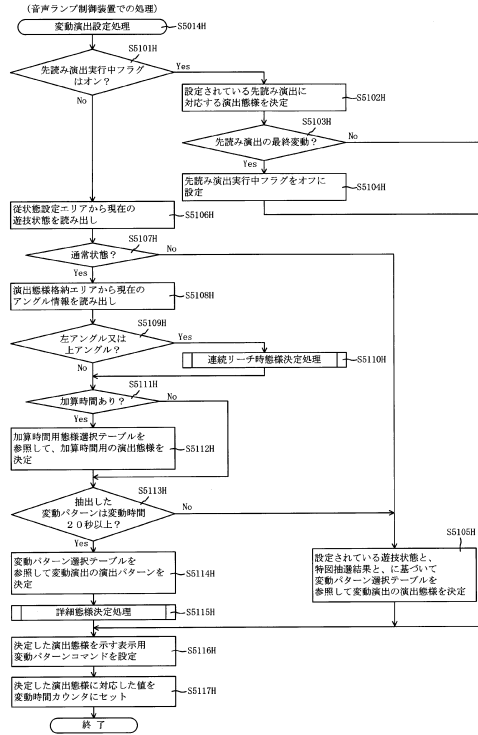 (音声ランプ制御装置での処理)
変動演出設定処理
S5014H
S5101H
先読み演出実行中フラグ
はオン?
Yes
No
設定されている先読み演出に
対応する演出態様を決定
S5102H
S5103H
先読み演出の最終変動?
No
Yes
先読み演出実行中フラグをオフに
設定
S5104H
従状態設定エリアから現在の
遊技状態を読み出し
S5106H
S5107H
通常状態?
No
Yes
演出態様格納エリアから現在の
アングル情報を読み出し
S5108H
S5109H
左アングル又は
上アングル?
Yes
No
連続リーチ時態様決定処理
S5110H
S5111H
加算時間あり?
No
Yes
加算時間用態様選択テーブルを
参照して、加算時間用の演出態様を
決定
S5112H
S5113H
抽出した
変動パターンは変動時間
20秒以上?
No
Yes
S5105H
設定されている遊技状態と、
特図抽選結果と、に基づいて
変動パターン選択テーブルを
参照して変動演出の演出態様を決定
変動パターン選択テーブルを
参照して変動演出の演出パターンを
決定
S5114H
詳細態様決定処理
S5115H
決定した演出態様を示す表示用
変動パターンコマンドを設定
S5116H
決定した演出態様に対応した値を
変動時間カウンタにセット
S5117H
終了